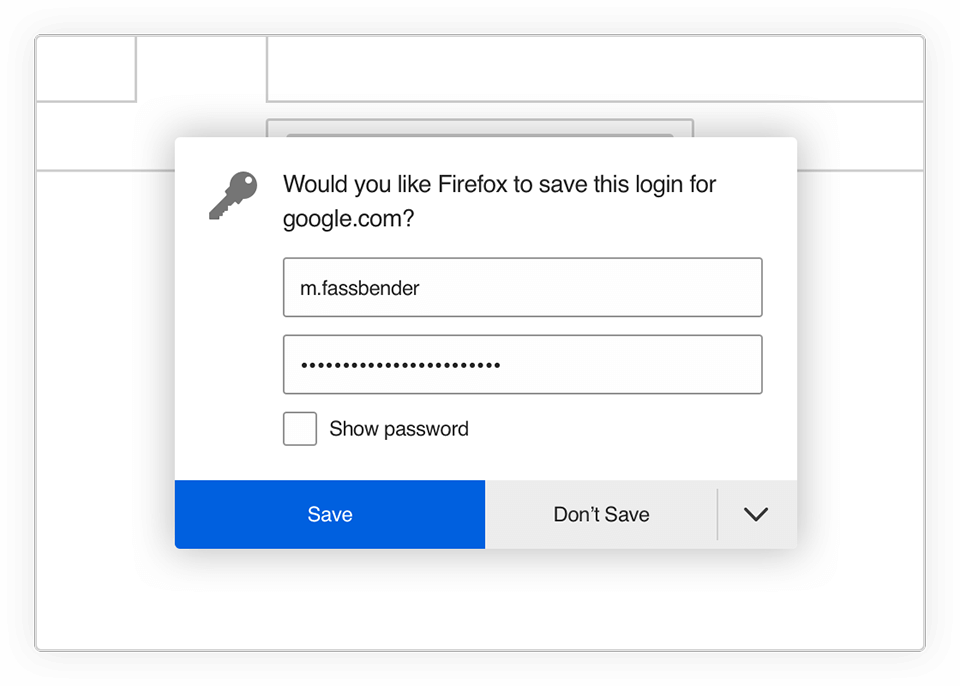 Would you like Firefox to save this login for
google.com?
m.fassbender
••••••••••••••••••••••••
Show password
Save
Don’t Save